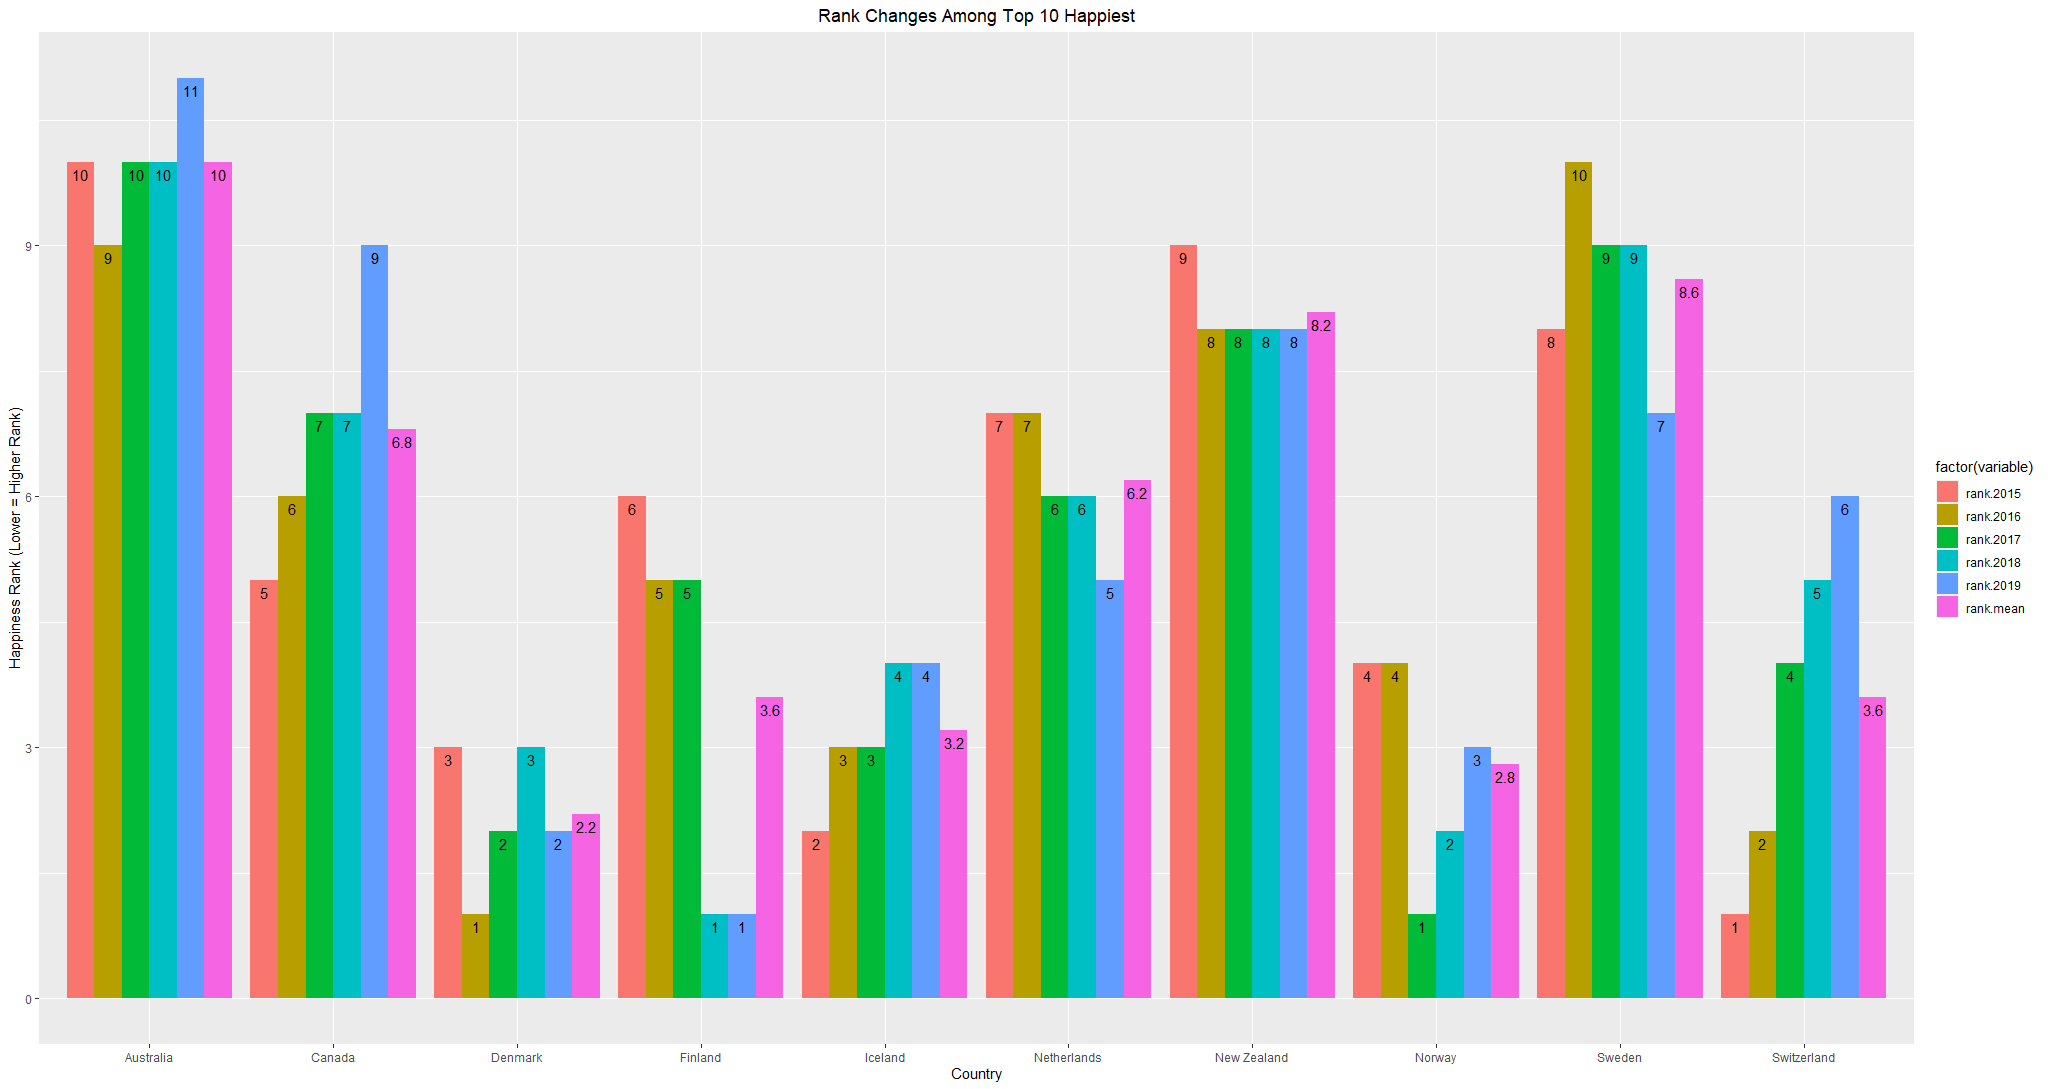 Rank Changes Among Top 10 Happiest
Happiness Rank (Lower = Higher Rank)
9
6
3
0
10 9 10 10 11 10
5 6 7 7 9 6.8
3 1 2 3 2 2.2
6 5 5 1 1 3.6
2 3 3 4 4 3.2
7 7 6 6 5 6.2
9 8 8 8 8 8.2
4 4 1 2 3 2.8
8 10 9 9 7 8.6
1 2 4 5 6 3.6
Australia Canada Denmark Finland Iceland Netherlands New Zealand Norway Sweden Switzerland
Country
factor(variable)
rank.2015
rank.2016
rank.2017
rank.2018
rank.2019
rank.mean